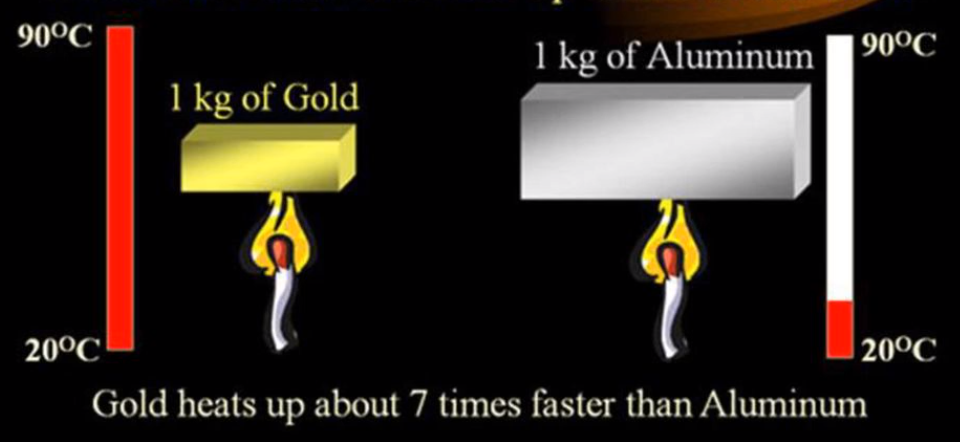 90°C
1 kg of Gold
20°C
1 kg of Aluminum
90°C
20°C
Gold heats up about 7 times faster than Aluminum